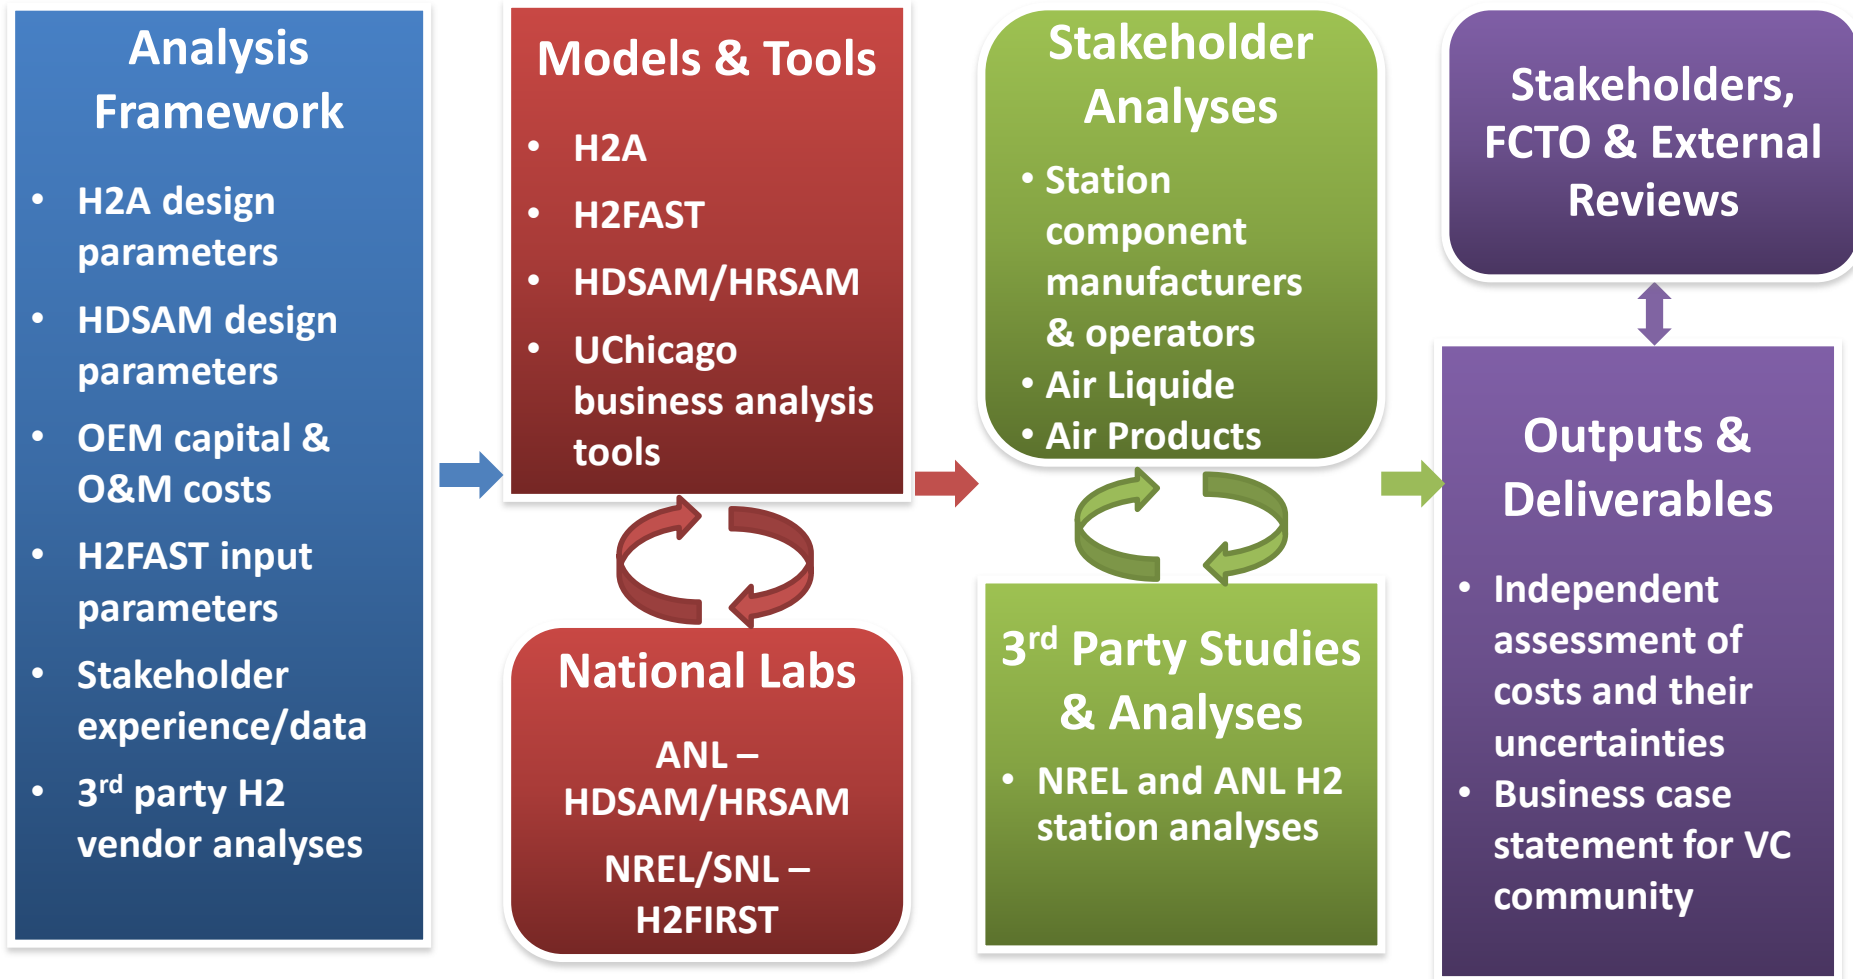 Analysis
Framework
• H2A design
parameters
• HDSAM design
parameters
• OEM capital &
O&M costs
• H2FAST input
parameters
• Stakeholder
experience/data
• 3rd party H2
vendor analyses
Models & Tools
• H2A
• H2FAST
• HDSAM/HRSAM
• UChicago
business analysis
tools
National Labs
ANL –
HDSAM/HRSAM
NREL/SNL –
H2FIRST
Stakeholder
Analyses
• Station
component
manufacturers
& operators
• Air Liquide
• Air Products
3rd Party Studies
& Analyses
• NREL and ANL H2
station analyses
Stakeholders,
FCTO & External
Reviews
Outputs &
Deliverables
• Independent
assessment of
costs and their
uncertainties
• Business case
statement for VC
community